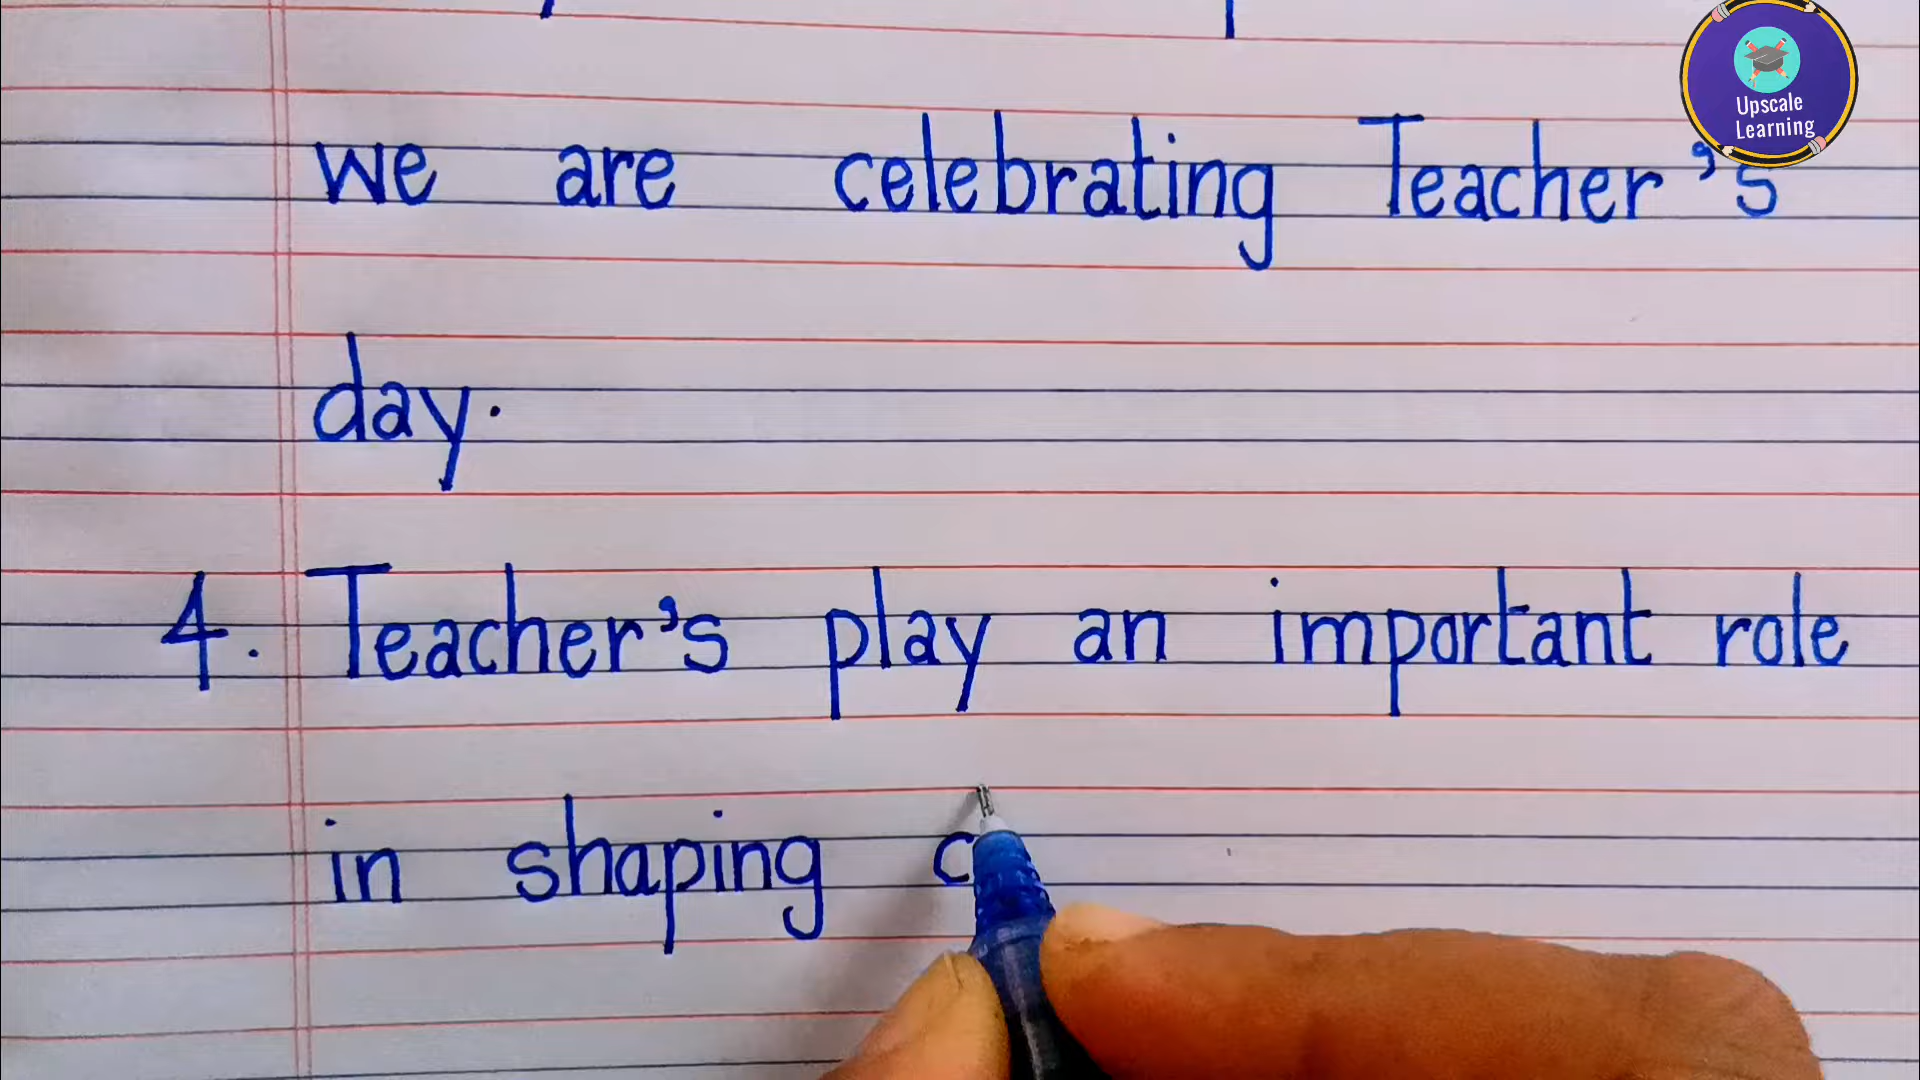 Upscale
Learning
we are celebrating Teacher's
day.
4. Teacher's play an important role
in shaping c